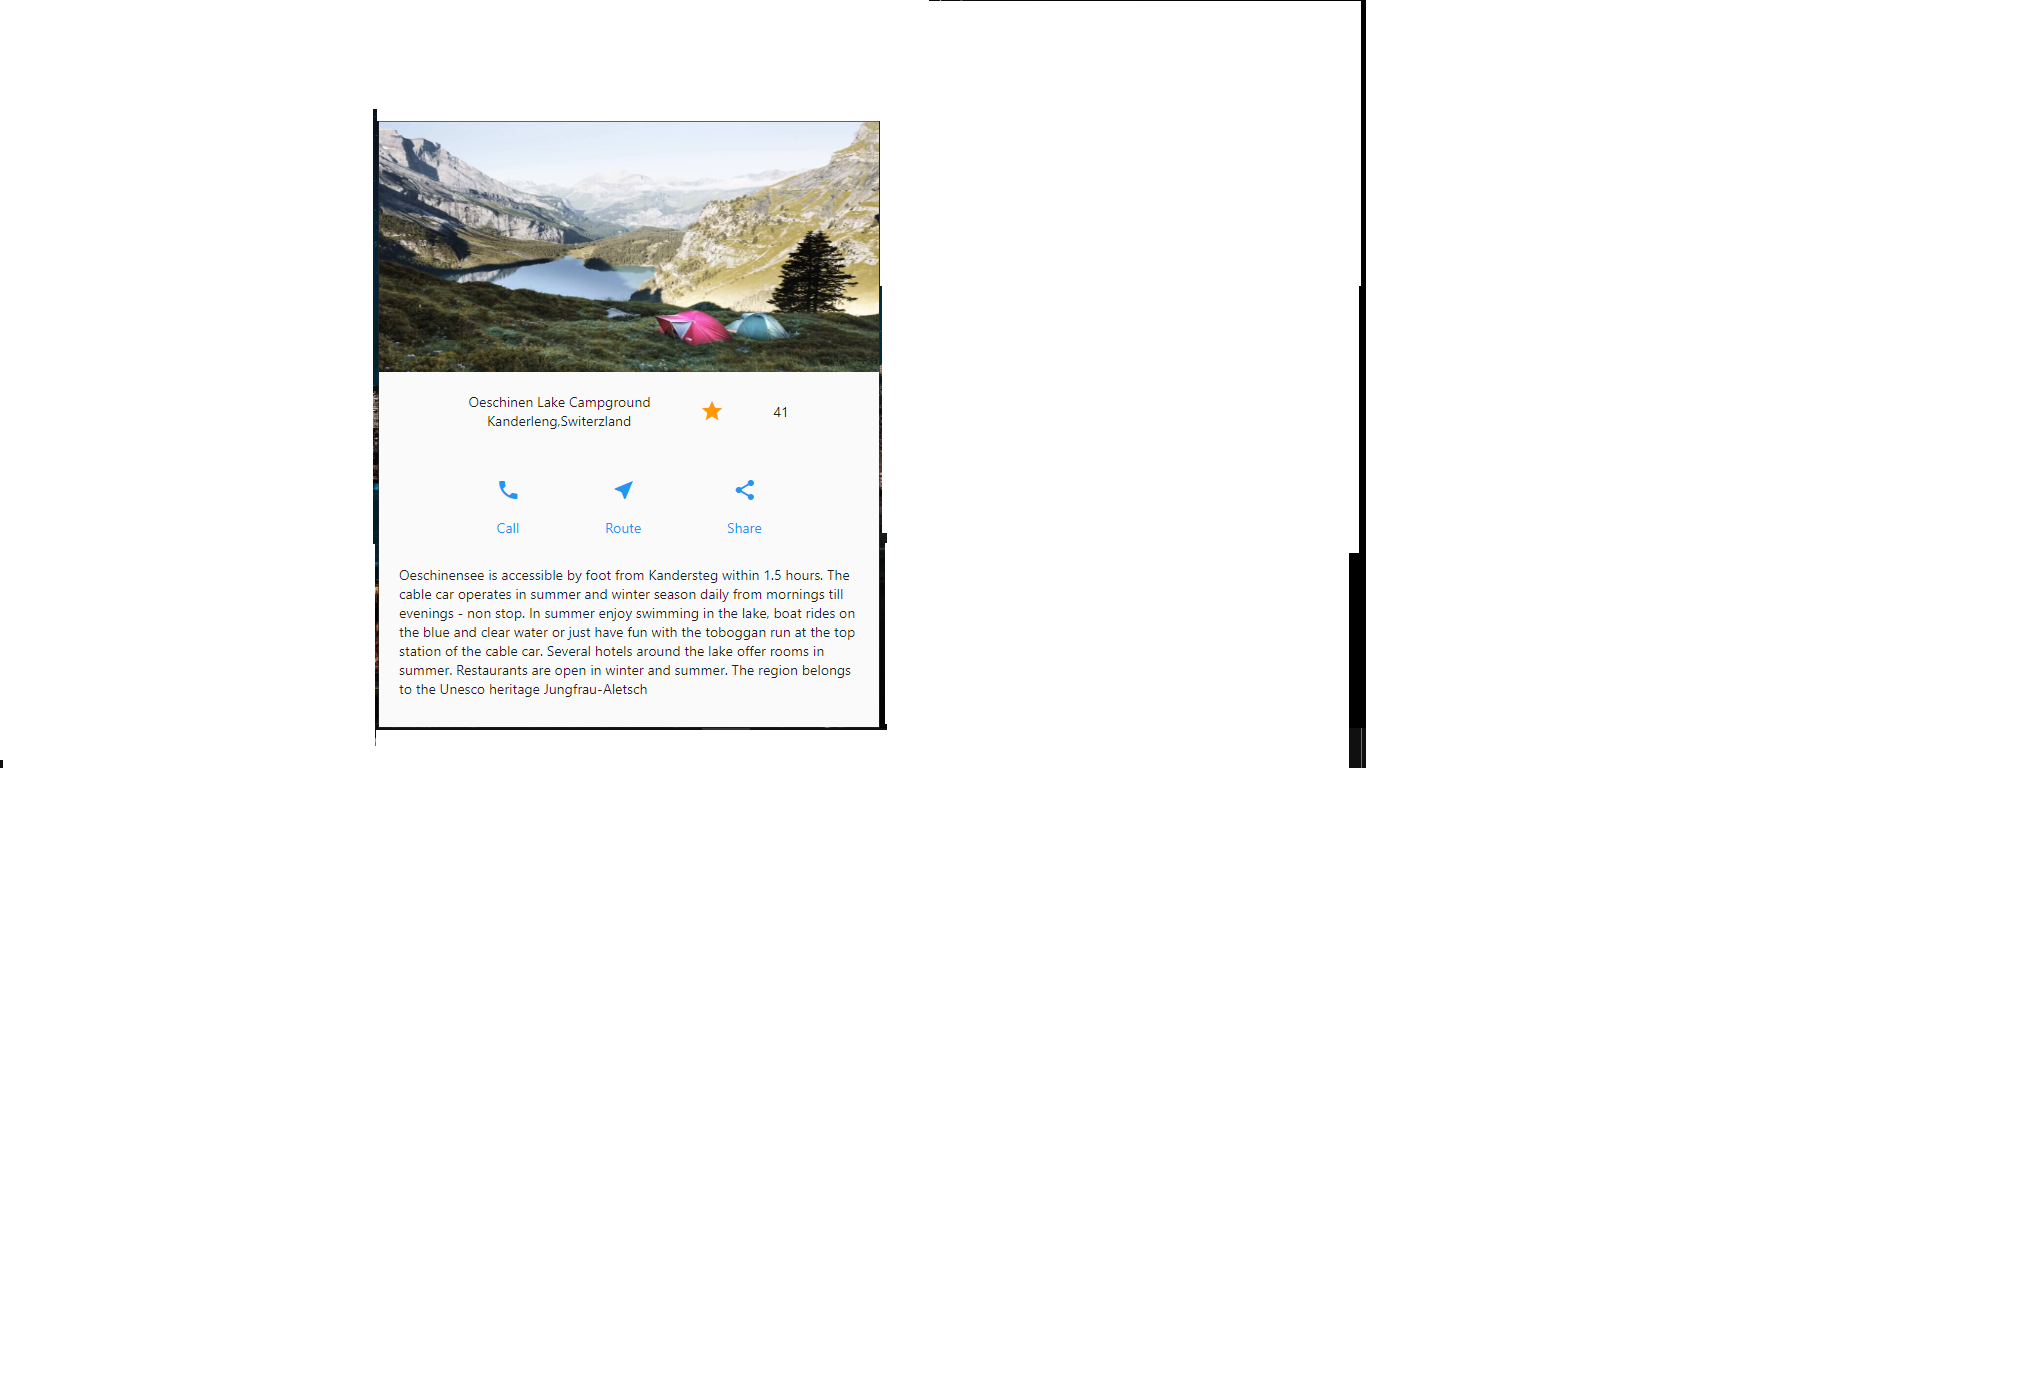 Oeschinen Lake Campground
Kanderleng,Switerzland
41
Call
Route
Share
Oeschinensee is accessible by foot from Kandersteg within 1.5 hours. The
cable car operates in summer and winter season daily from mornings till
evenings - non stop. In summer enjoy swimming in the lake, boat rides on
the blue and clear water or just have fun with the toboggan run at the top
station of the cable car. Several hotels around the lake offer rooms in
summer. Restaurants are open in winter and summer. The region belongs
to the Unesco heritage Jungfrau-Aletsch